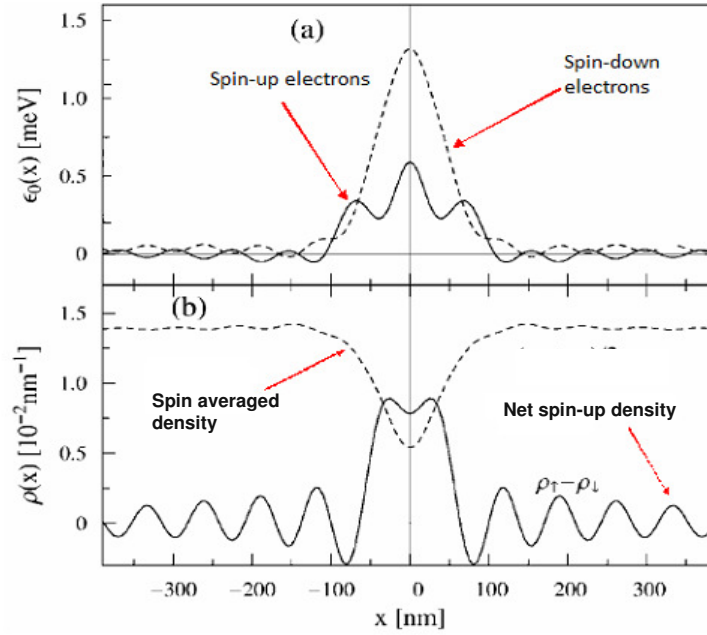 1.5
(a)
Spin-up electrons
Spin-down
electrons
1.0
ϵ₀(x) [meV]
0.5
0
(b)
1.5
ρ(x) [10⁻²nm⁻¹]
1.0
Spin averaged
density
Net spin-up density
0.5
ρ↑−ρ↓
0
−300 −200 −100 0 100 200 300
x [nm]